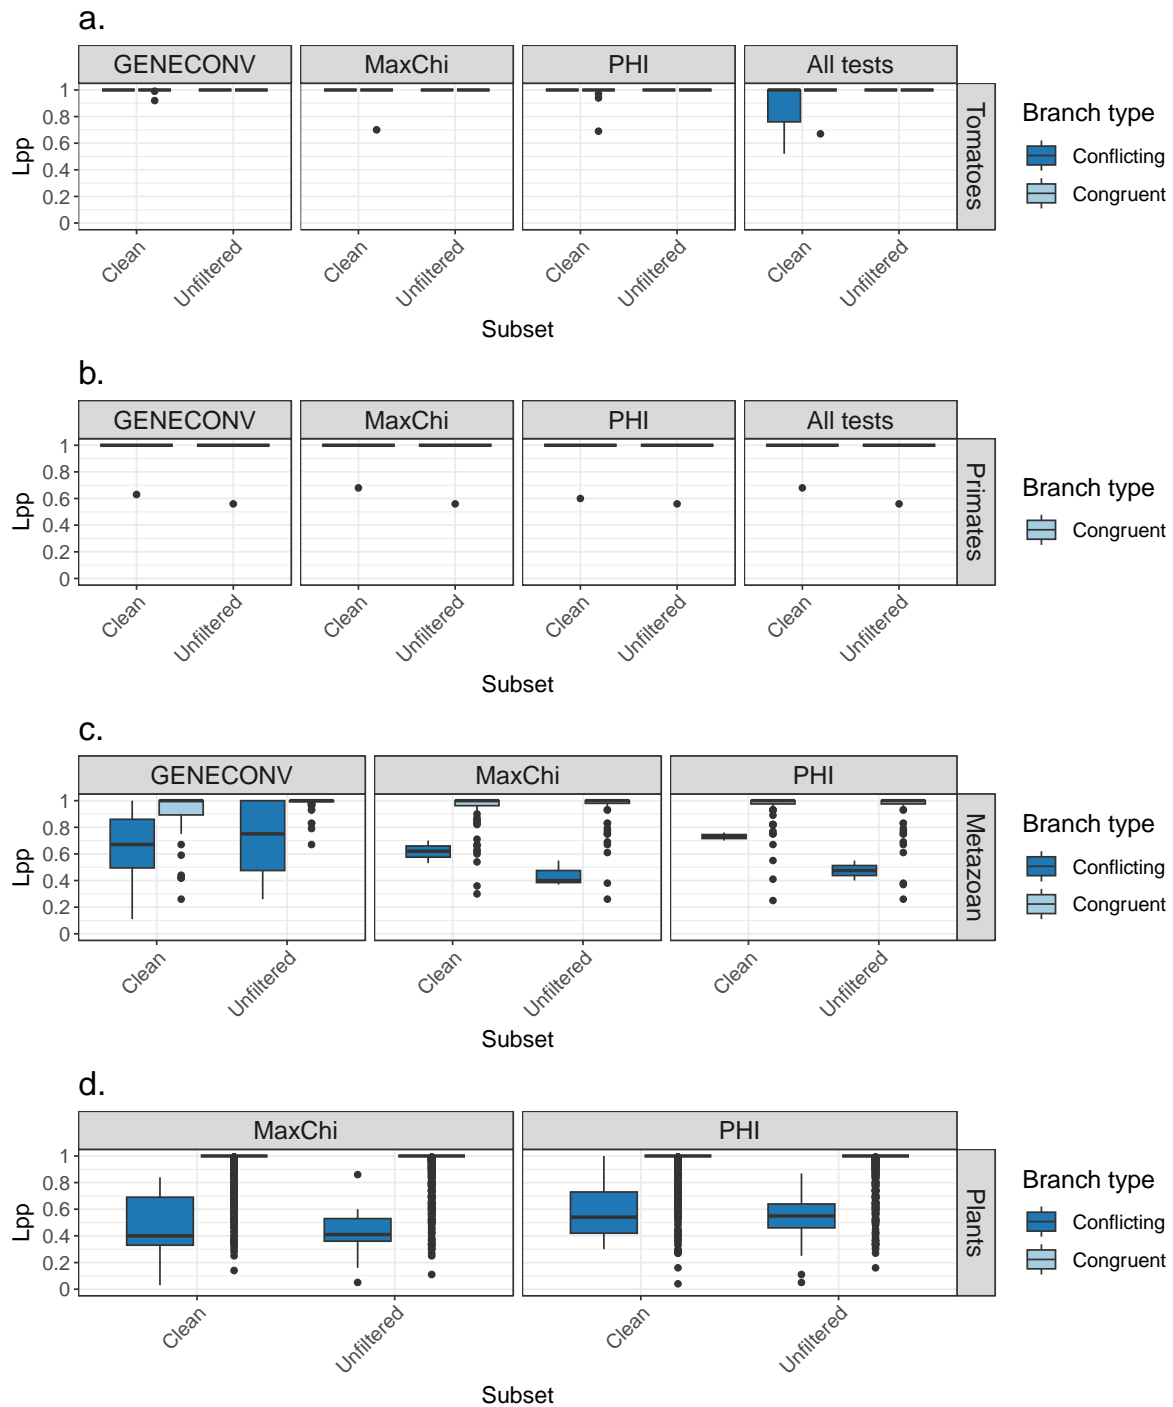 a.
GENECONV MaxChi PHI All tests
Lpp
1
0.8
0.6
0.4
0.2
0
Tomatoes
Clean Unfiltered Clean Unfiltered Clean Unfiltered Clean Unfiltered
Subset
Branch type
Conflicting
Congruent
b.
GENECONV MaxChi PHI All tests
Lpp
1
0.8
0.6
0.4
0.2
0
Primates
Clean Unfiltered Clean Unfiltered Clean Unfiltered Clean Unfiltered
Subset
Branch type
Congruent
c.
GENECONV MaxChi PHI
Lpp
1
0.8
0.6
0.4
0.2
0
Metazoan
Clean Unfiltered Clean Unfiltered Clean Unfiltered
Subset
Branch type
Conflicting
Congruent
d.
MaxChi PHI
Lpp
1
0.8
0.6
0.4
0.2
0
Plants
Clean Unfiltered Clean Unfiltered
Subset
Branch type
Conflicting
Congruent